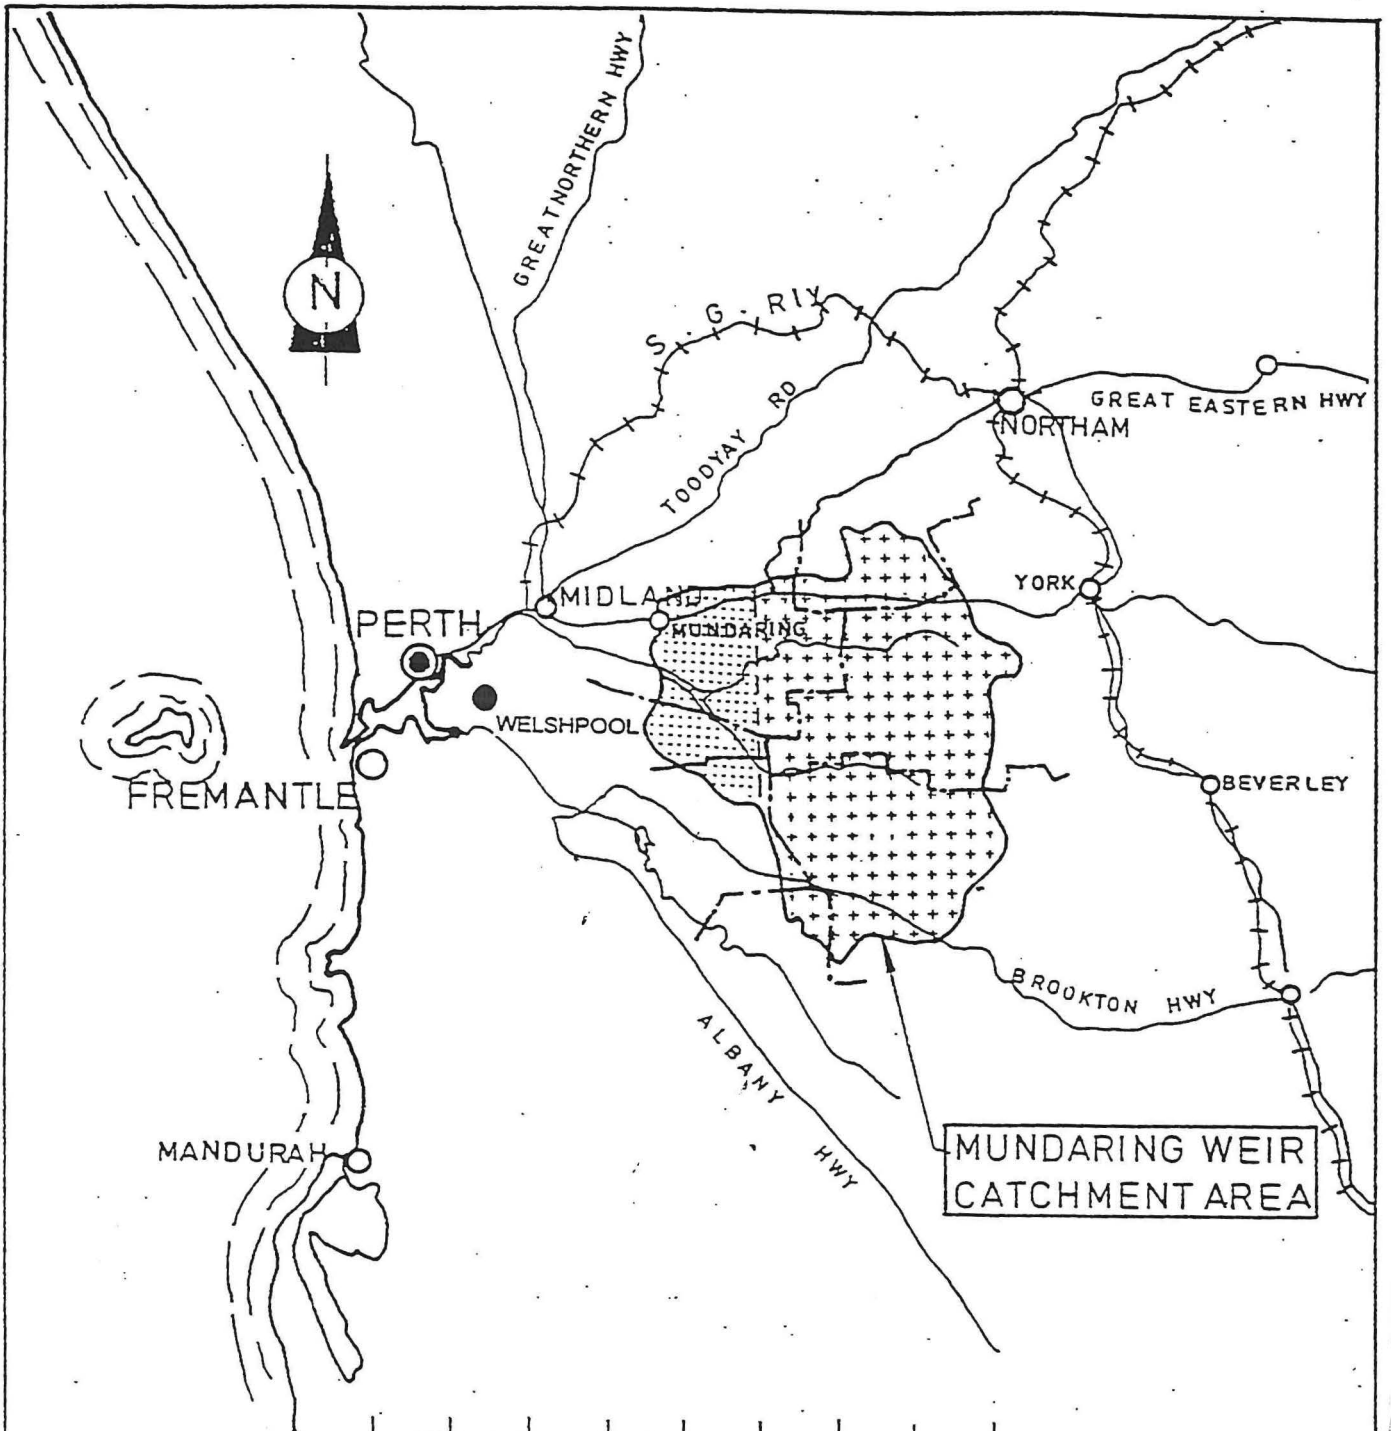 GREAT NORTHERN HWY
N
S.G. RLY
TOODYAY RD
GREAT EASTERN HWY
NORTHAM
YORK
MIDLAND
PERTH
MUNDARING
WELSHPOOL
FREMANTLE
BEVERLEY
BROOKTON HWY
ALBANY HWY
MANDURAH
MUNDARING WEIR
CATCHMENT AREA